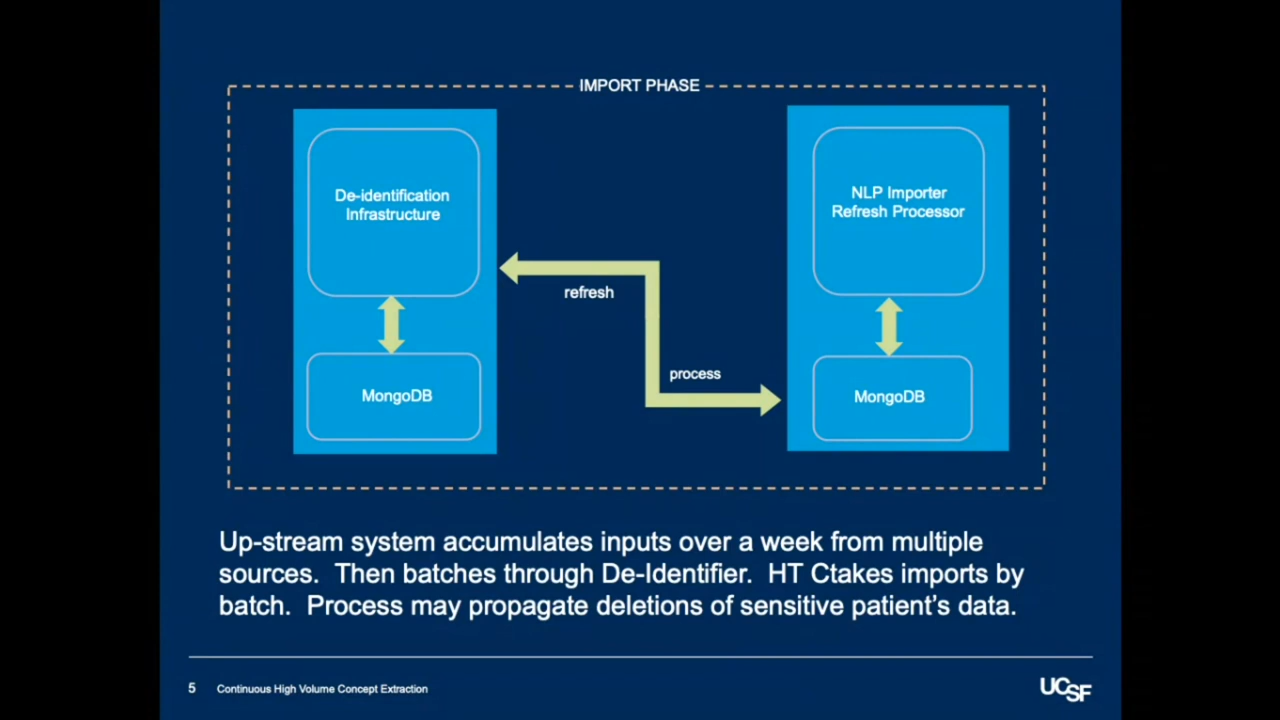 IMPORT PHASE
De-identification
Infrastructure
NLP Importer
Refresh Processor
refresh
process
MongoDB
MongoDB
Up-stream system accumulates inputs over a week from multiple
sources.  Then batches through De-Identifier.  HT Ctakes imports by
batch.  Process may propagate deletions of sensitive patient's data.
5 Continuous High Volume Concept Extraction
UCSF